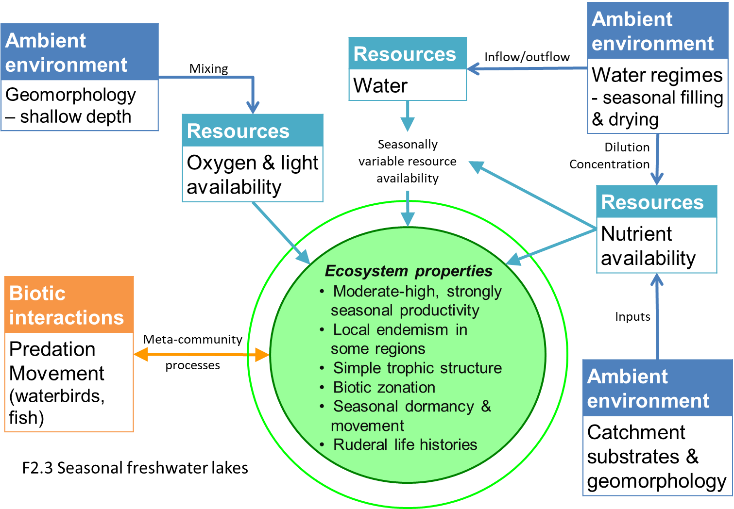 Ambient
environment
Geomorphology
– shallow depth
Mixing
Resources
Oxygen & light
availability
Resources
Water
Inflow/outflow
Ambient
environment
Water regimes
- seasonal filling
& drying
Seasonally
variable resource
availability
Dilution
Concentration
Resources
Nutrient
availability
Inputs
Ambient
environment
Catchment
substrates &
geomorphology
Biotic
interactions
Predation
Movement
(waterbirds,
fish)
Meta-community
processes
Ecosystem properties
• Moderate-high, strongly
seasonal productivity
• Local endemism in
some regions
• Simple trophic structure
• Biotic zonation
• Seasonal dormancy &
movement
• Ruderal life histories
F2.3 Seasonal freshwater lakes